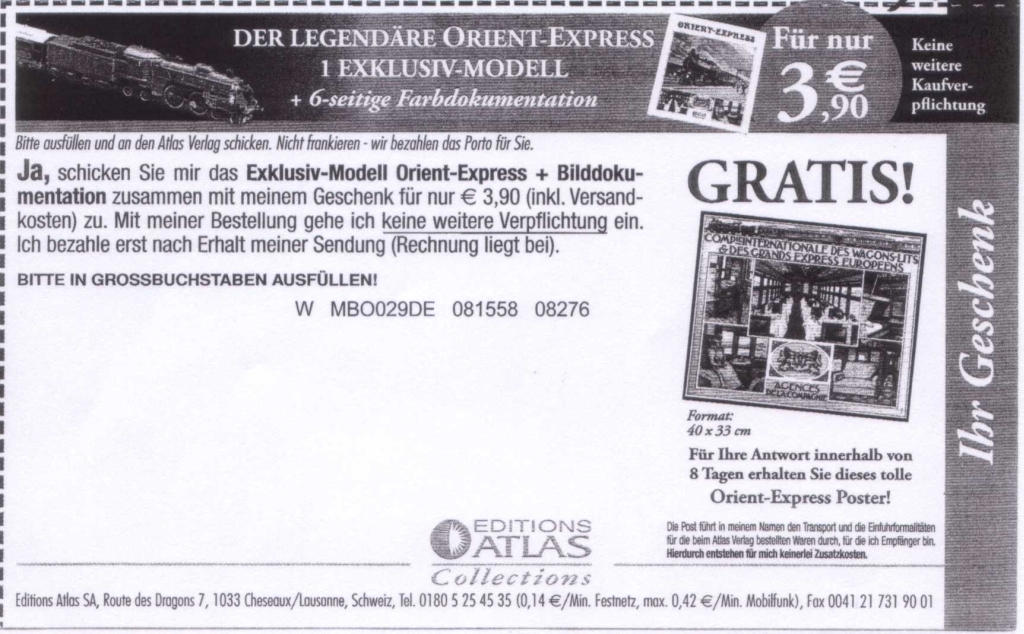 DER LEGENDÄRE ORIENT-EXPRESS
1 EXKLUSIV-MODELL
+ 6-seitige Farbdokumentation
ORIENT-EXPRESS
Für nur
3,90 €
Keine
weitere
Kaufver-
pflichtung
Bitte ausfüllen und an den Atlas Verlag schicken. Nicht frankieren - wir bezahlen das Porto für Sie.
Ja, schicken Sie mir das Exklusiv-Modell Orient-Express + Bilddoku-
mentation zusammen mit meinem Geschenk für nur € 3,90 (inkl. Versand-
kosten) zu. Mit meiner Bestellung gehe ich keine weitere Verpflichtung ein.
Ich bezahle erst nach Erhalt meiner Sendung (Rechnung liegt bei).
BITTE IN GROSSBUCHSTABEN AUSFÜLLEN!
W MBO029DE 081558 08276
GRATIS!
COMP INTERNATIONALE DES WAGONS-LITS
& DES GRANDS EXPRESS EUROPEENS
AGENCES
DE LA COMPAGNIE
Format:
40 x 33 cm
Für Ihre Antwort innerhalb von
8 Tagen erhalten Sie dieses tolle
Orient-Express Poster!
Die Post führt in meinem Namen den Transport und die Einfuhrformalitäten
für die beim Atlas Verlag bestellten Waren durch, für die ich Empfänger bin.
Hierdurch entstehen für mich keinerlei Zusatzkosten.
Ihr Geschenk
EDITIONS
ATLAS
Collections
Editions Atlas SA, Route des Dragons 7, 1033 Cheseaux/Lausanne, Schweiz, Tel. 0180 5 25 45 35 (0,14 €/Min. Festnetz, max. 0,42 €/Min. Mobilfunk), Fax 0041 21 731 90 01